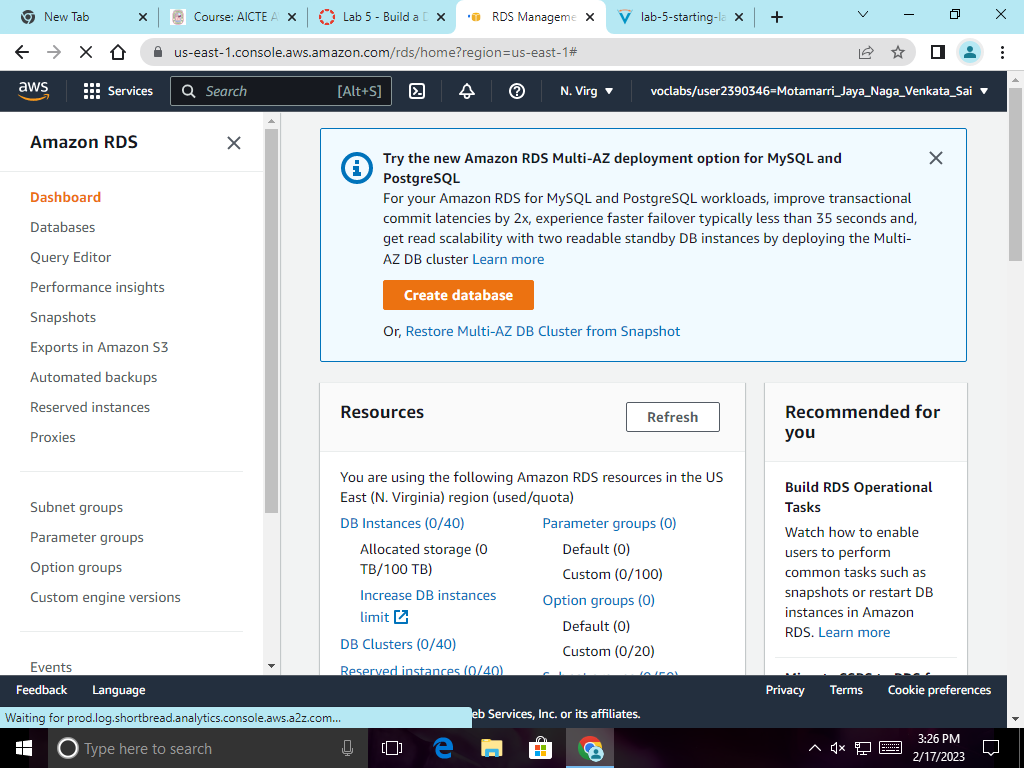 New Tab
Course: AICTE A
Lab 5 - Build a D
RDS Manageme
lab-5-starting-la
us-east-1.console.aws.amazon.com/rds/home?region=us-east-1#
aws
Services
Search
[Alt+S]
N. Virg
voclabs/user2390346=Motamarri_Jaya_Naga_Venkata_Sai
Amazon RDS
Dashboard
Databases
Query Editor
Performance insights
Snapshots
Exports in Amazon S3
Automated backups
Reserved instances
Proxies
Subnet groups
Parameter groups
Option groups
Custom engine versions
Events
Try the new Amazon RDS Multi-AZ deployment option for MySQL and
PostgreSQL
For your Amazon RDS for MySQL and PostgreSQL workloads, improve transactional
commit latencies by 2x, experience faster failover typically less than 35 seconds and,
get read scalability with two readable standby DB instances by deploying the Multi-
AZ DB cluster Learn more
Create database
Or, Restore Multi-AZ DB Cluster from Snapshot
Resources
Refresh
You are using the following Amazon RDS resources in the US
East (N. Virginia) region (used/quota)
DB Instances (0/40)
Allocated storage (0
TB/100 TB)
Increase DB instances
limit
DB Clusters (0/40)
Reserved instances (0/40)
Parameter groups (0)
Default (0)
Custom (0/100)
Option groups (0)
Default (0)
Custom (0/20)
Recommended for
you
Build RDS Operational
Tasks
Watch how to enable
users to perform
common tasks such as
snapshots or restart DB
instances in Amazon
RDS. Learn more
Feedback
Language
Privacy
Terms
Cookie preferences
Waiting for prod.log.shortbread.analytics.console.aws.a2z.com...
eb Services, Inc. or its affiliates.
Type here to search
3:26 PM
2/17/2023